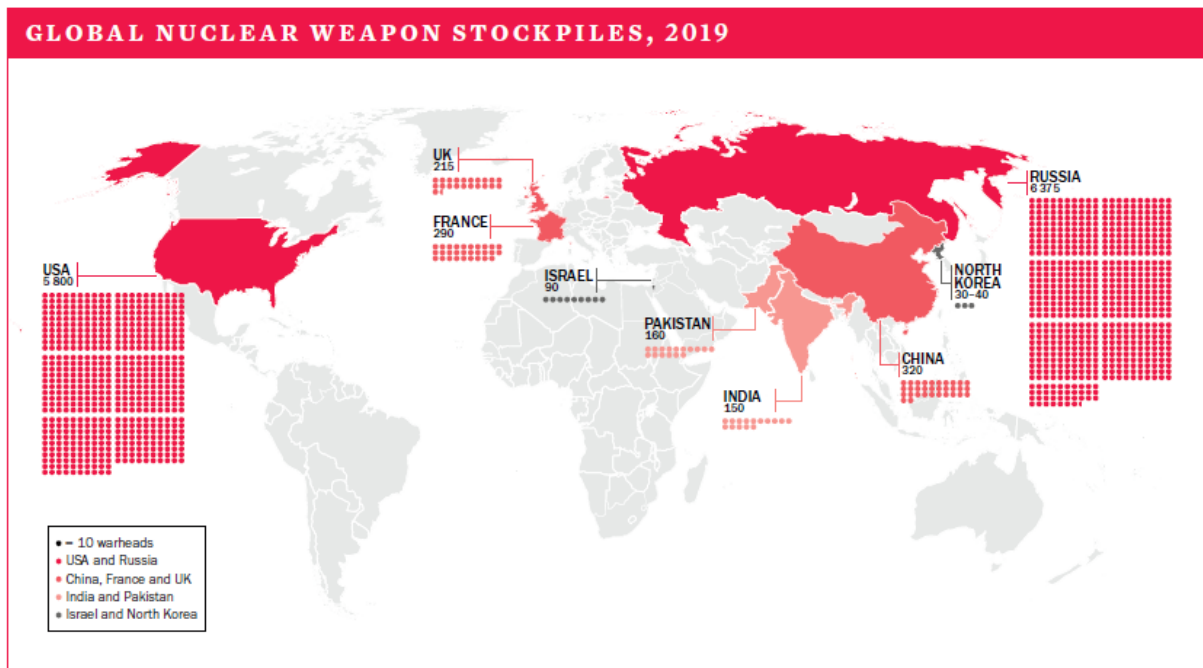 GLOBAL NUCLEAR WEAPON STOCKPILES, 2019
UK
215
FRANCE
290
USA
5 800
ISRAEL
90
PAKISTAN
160
INDIA
150
RUSSIA
6 375
NORTH
KOREA
30–40
CHINA
320
= 10 warheads
USA and Russia
China, France and UK
India and Pakistan
Israel and North Korea